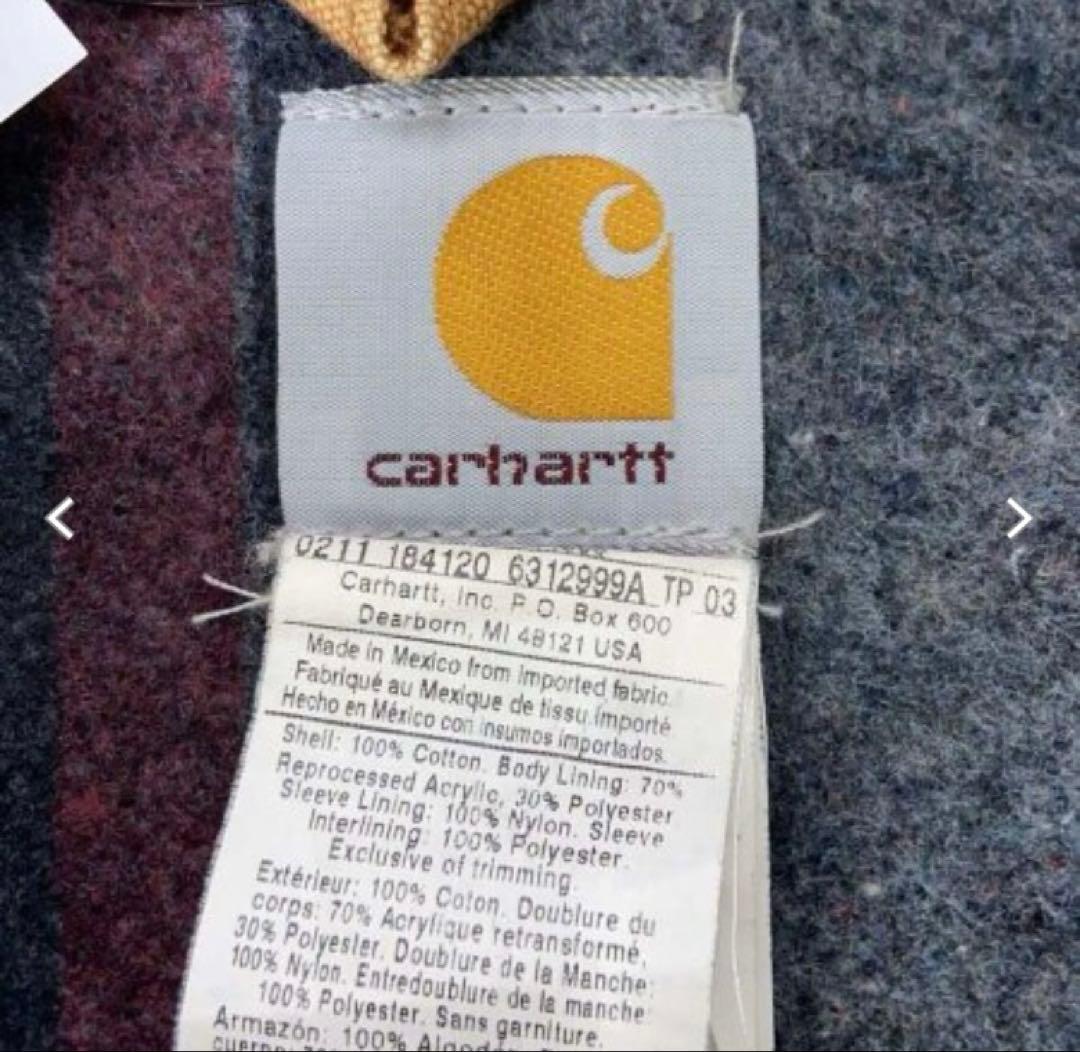 carhartt
0211 184120 6312999A TP 03
Carhartt, Inc. P.O. Box 600
Dearborn, MI 48121 USA
Made in Mexico from imported fabric.
Fabriqué au Mexique de tissu importé
Hecho en México con insumos importados.
Shell: 100% Cotton. Body Lining: 70%
Reprocessed Acrylic, 30% Polyester
Sleeve Lining: 100% Nylon. Sleeve
Interlining: 100% Polyester.
Exclusive of trimming.
Extérieur: 100% Coton. Doublure du
corps: 70% Acrylique retransformé,
30% Polyester. Doublure de la Manche:
100% Nylon. Entredoublure de la manche:
100% Polyester. Sans garniture.
Armazón: 100%